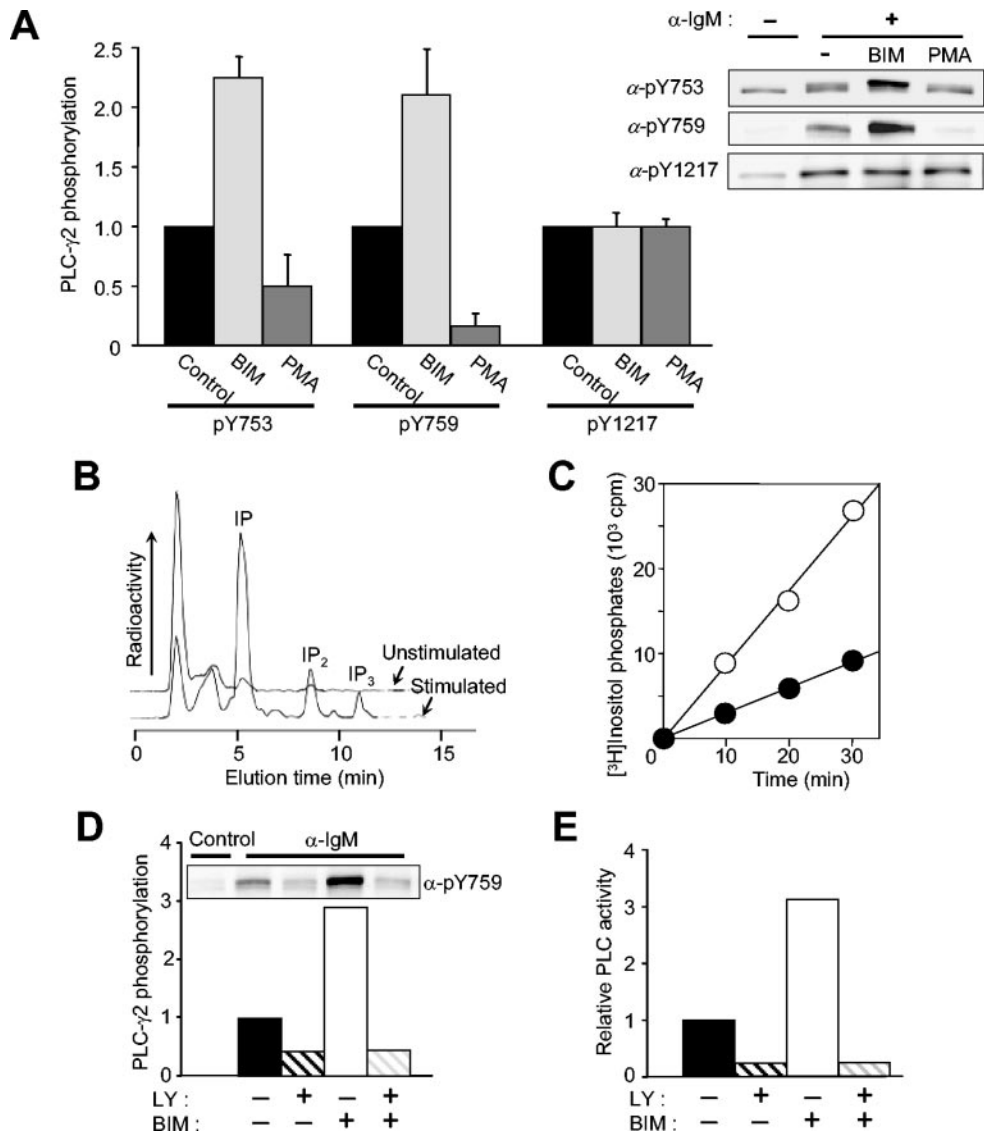 A
α-IgM : – +
- BIM PMA
α-pY753
α-pY759
α-pY1217
PLC-γ2 phosphorylation
2.5
2.0
1.5
1.0
0.5
0
Control BIM PMA Control BIM PMA Control BIM PMA
pY753 pY759 pY1217
B
Radioactivity
IP
IP₂
IP₃
Unstimulated
Stimulated
0 5 10 15
Elution time (min)
C
[³H]Inositol phosphates (10³ cpm)
30
20
10
0 10 20 30
Time (min)
D
Control α-IgM
α-pY759
PLC-γ2 phosphorylation
4
3
2
1
0
LY : – + – +
BIM : – – + +
E
Relative PLC activity
4
3
2
1
0
LY : – + – +
BIM : – – + +